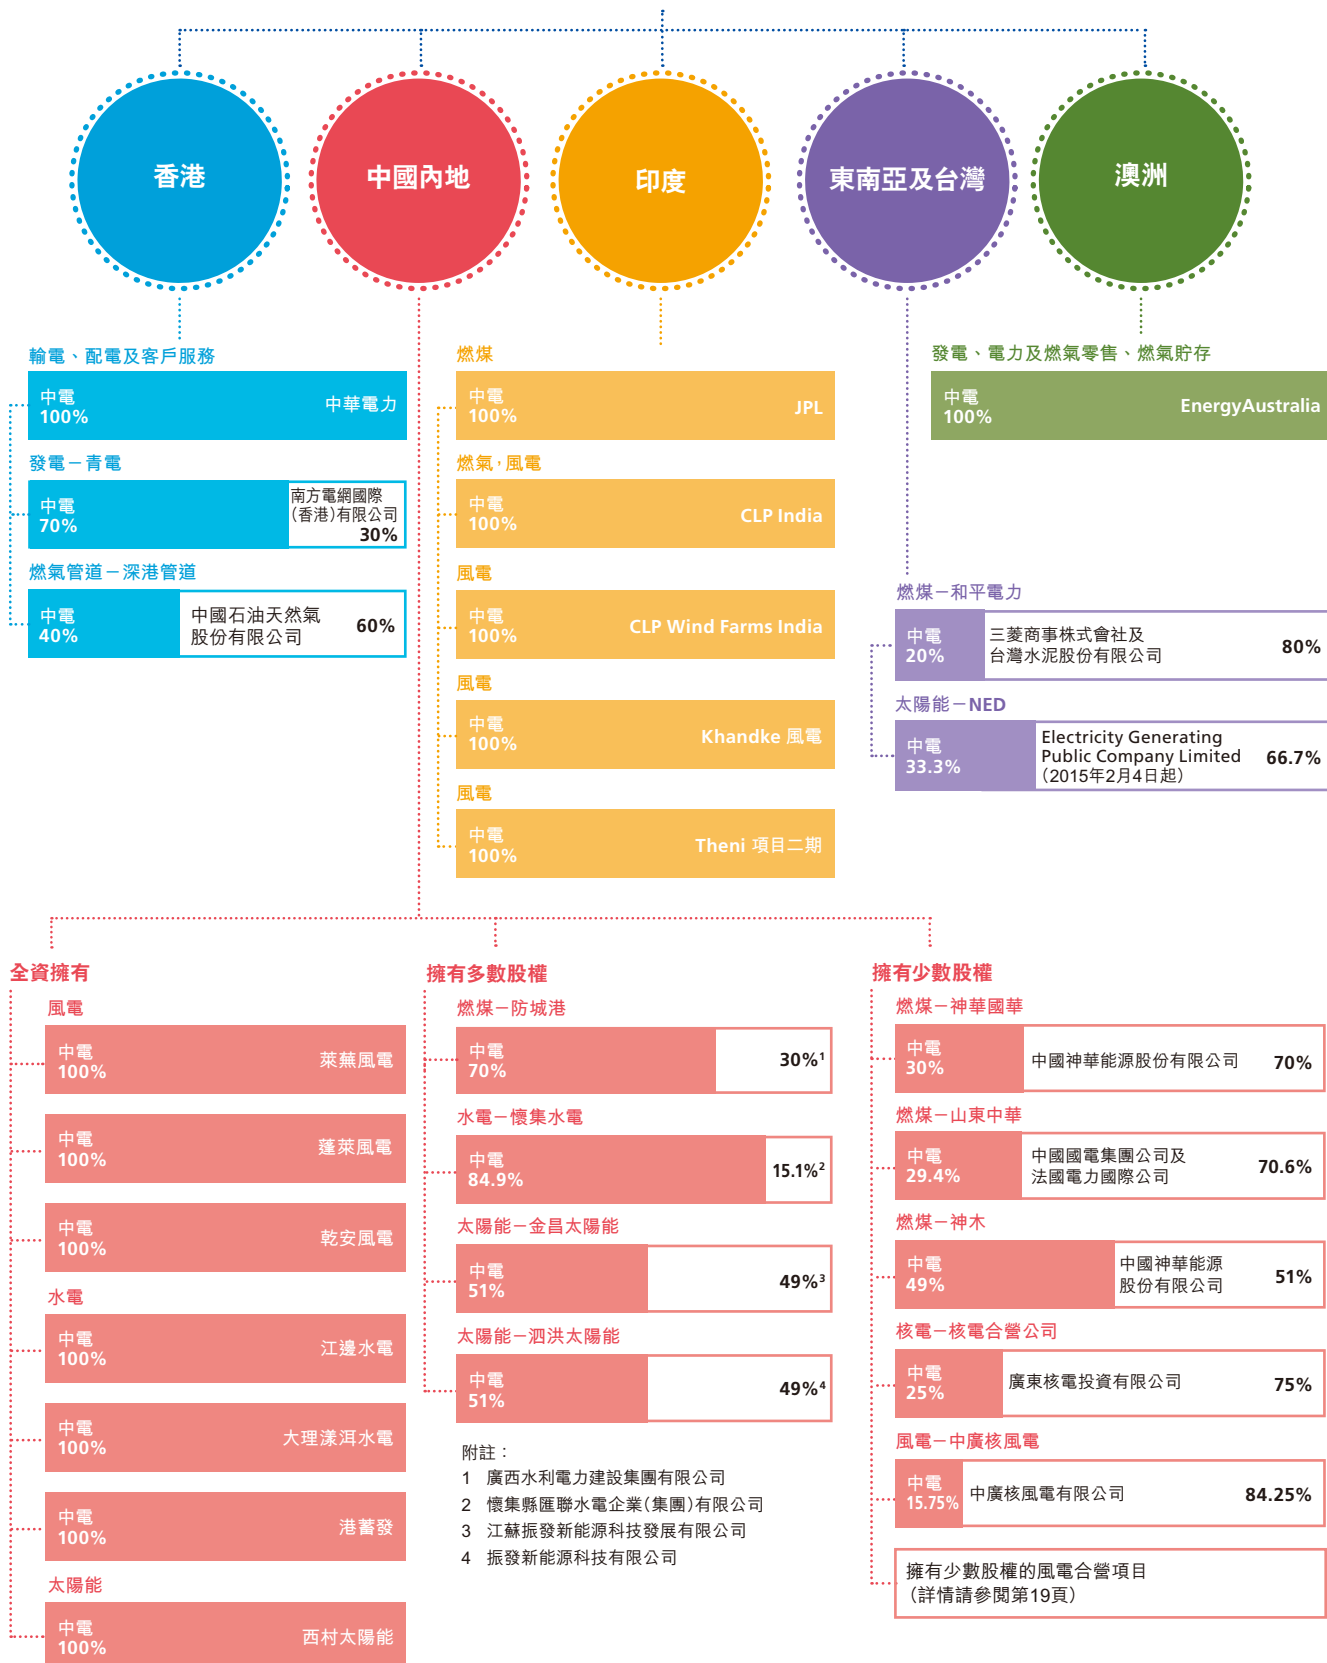 香港
中國內地
印度
東南亞及台灣
澳洲
輸電、配電及客戶服務
中電
100%
中華電力
發電－青電
中電
70%
南方電網國際
（香港）有限公司
30%
燃氣管道－深港管道
中電
40%
中國石油天然氣
股份有限公司
60%
燃煤
中電
100%
JPL
燃氣，風電
中電
100%
CLP India
風電
中電
100%
CLP Wind Farms India
風電
中電
100%
Khandke 風電
風電
中電
100%
Theni 項目二期
燃煤－和平電力
中電
20%
三菱商事株式會社及
台灣水泥股份有限公司
80%
太陽能－NED
中電
33.3%
Electricity Generating
Public Company Limited
（2015年2月4日起）
66.7%
發電、電力及燃氣零售、燃氣貯存
中電
100%
EnergyAustralia
全資擁有
風電
中電
100%
萊蕪風電
中電
100%
蓬萊風電
中電
100%
乾安風電
水電
中電
100%
江邊水電
中電
100%
大理漾洱水電
中電
100%
港蓄發
太陽能
中電
100%
西村太陽能
擁有多數股權
燃煤－防城港
中電
70%
30%1
水電－懷集水電
中電
84.9%
15.1%2
太陽能－金昌太陽能
中電
51%
49%3
太陽能－泗洪太陽能
中電
51%
49%4
附註：
1 廣西水利電力建設集團有限公司
2 懷集縣匯聯水電企業（集團）有限公司
3 江蘇振發新能源科技發展有限公司
4 振發新能源科技有限公司
擁有少數股權
燃煤－神華國華
中電
30%
中國神華能源股份有限公司
70%
燃煤－山東中華
中電
29.4%
中國國電集團公司及
法國電力國際公司
70.6%
燃煤－神木
中電
49%
中國神華能源
股份有限公司
51%
核電－核電合營公司
中電
25%
廣東核電投資有限公司
75%
風電－中廣核風電
中電
15.75%
中廣核風電有限公司
84.25%
擁有少數股權的風電合營項目
（詳情請參閱第19頁）